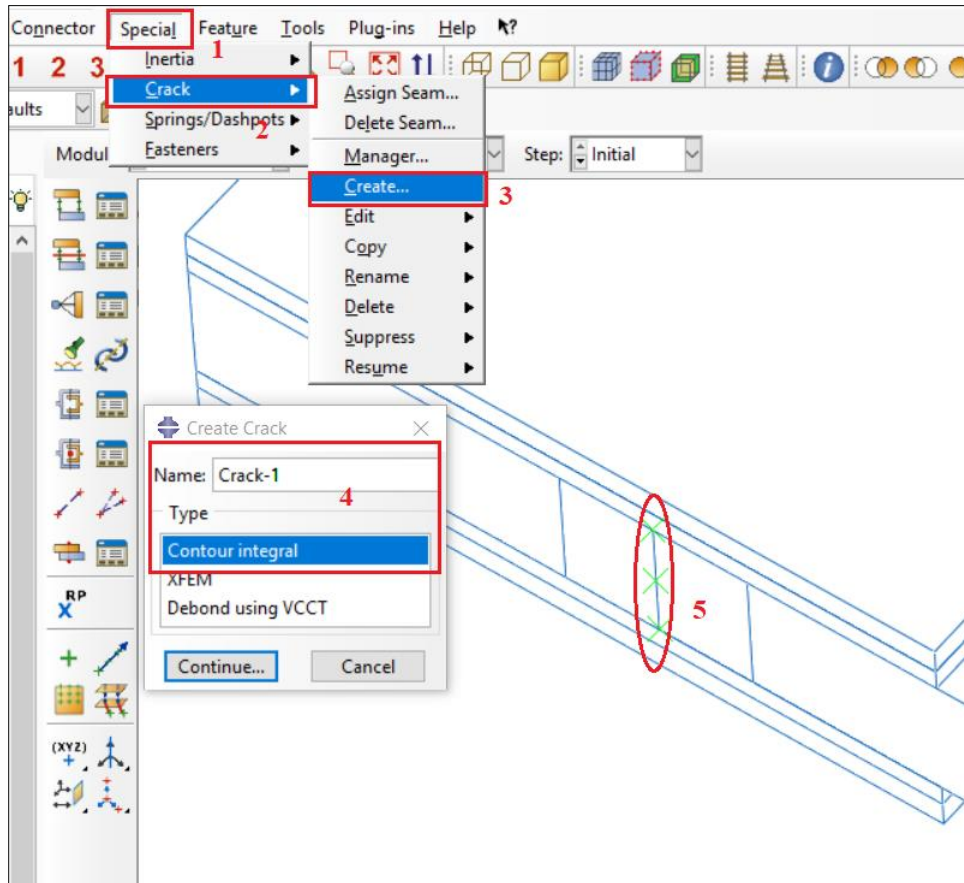 Connector Special Feature Tools Plug-ins Help
1
1 2 3 Inertia
aults Crack Assign Seam...
Springs/Dashpots Delete Seam...
2
Modul Fasteners Manager... Step: Initial
Create... 3
Edit
Copy
Rename
Delete
Suppress
Resume
Create Crack
Name: Crack-1
4
Type
Contour integral
XFEM
Debond using VCCT
5
RP
Continue... Cancel
(XYZ)